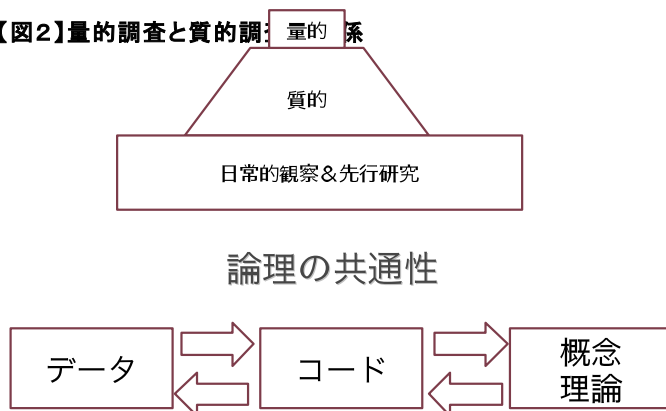 【図2】量的調査と質的調
係
量的
質的
日常的観察&先行研究
論理の共通性
データ
コード
概念
理論